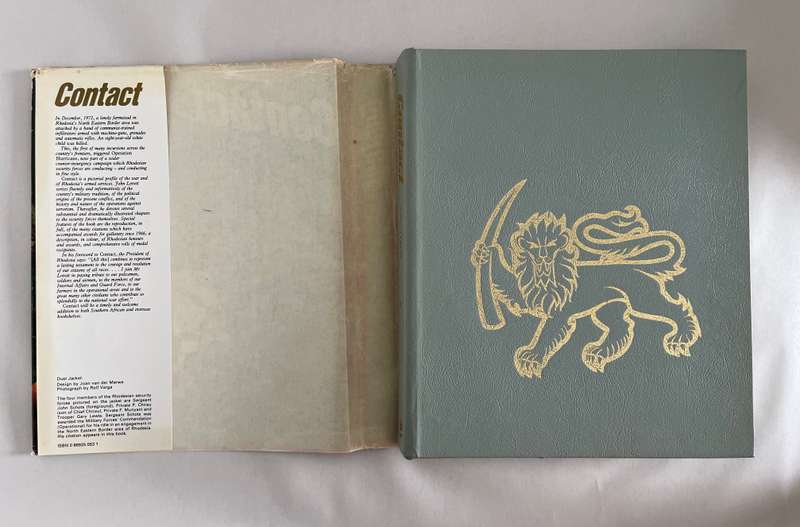 Contact
In December, 1972, a lonely farmstead in
Rhodesia's North Eastern Border area was
attacked by a band of communist-trained
infiltrators armed with machine-guns, grenades
and automatic rifles. An eight-year-old white
child was killed.
This, the first of many incursions across the
country's frontiers, triggered Operation
Hurricane, now part of a wider
counter-insurgency campaign which Rhodesian
security forces are conducting – and conducting
in fine style.
Contact is a pictorial profile of the war and
of Rhodesia's armed services. John Lovett
writes fluently and informatively of the
country's military tradition, of the political
origins of the present conflict, and of the
history and nature of the operations against
terrorism. Thereafter, he devotes several
substantial and dramatically illustrated chapters
to the security forces themselves. Special
features of the book are the reproduction, in
full, of the many citations which have
accompanied awards for gallantry since 1966, a
description, in colour, of Rhodesian honours
and awards, and comprehensive rolls of medal
recipients.
In his foreword to Contact, the President of
Rhodesia says: "[All this] combines to represent
a lasting testament to the courage and resolution
of our citizens of all races. . . . I join Mr
Lovett in paying tribute to our policemen,
soldiers and airmen, to the members of our
Internal Affairs and Guard Force, to our
farmers in the operational areas and to the
great many other civilians who contribute so
splendidly to the national war effort."
Contact will be a timely and welcome
addition to both Southern African and overseas
bookshelves.
Dust Jacket
Design by Joan van der Merwe
Photograph by Rolf Varga
The four members of the Rhodesian security
forces pictured on the jacket are Sergeant
John Schote (foreground), Private P. Chirau
(son of Chief Chirau), Private F. Munyani and
Trooper Gary Lewis. Sergeant Schote was
awarded the Military Forces' Commendation
(Operational) for his rôle in an engagement in
the North Eastern Border area of Rhodesia.
His citation appears in this book.